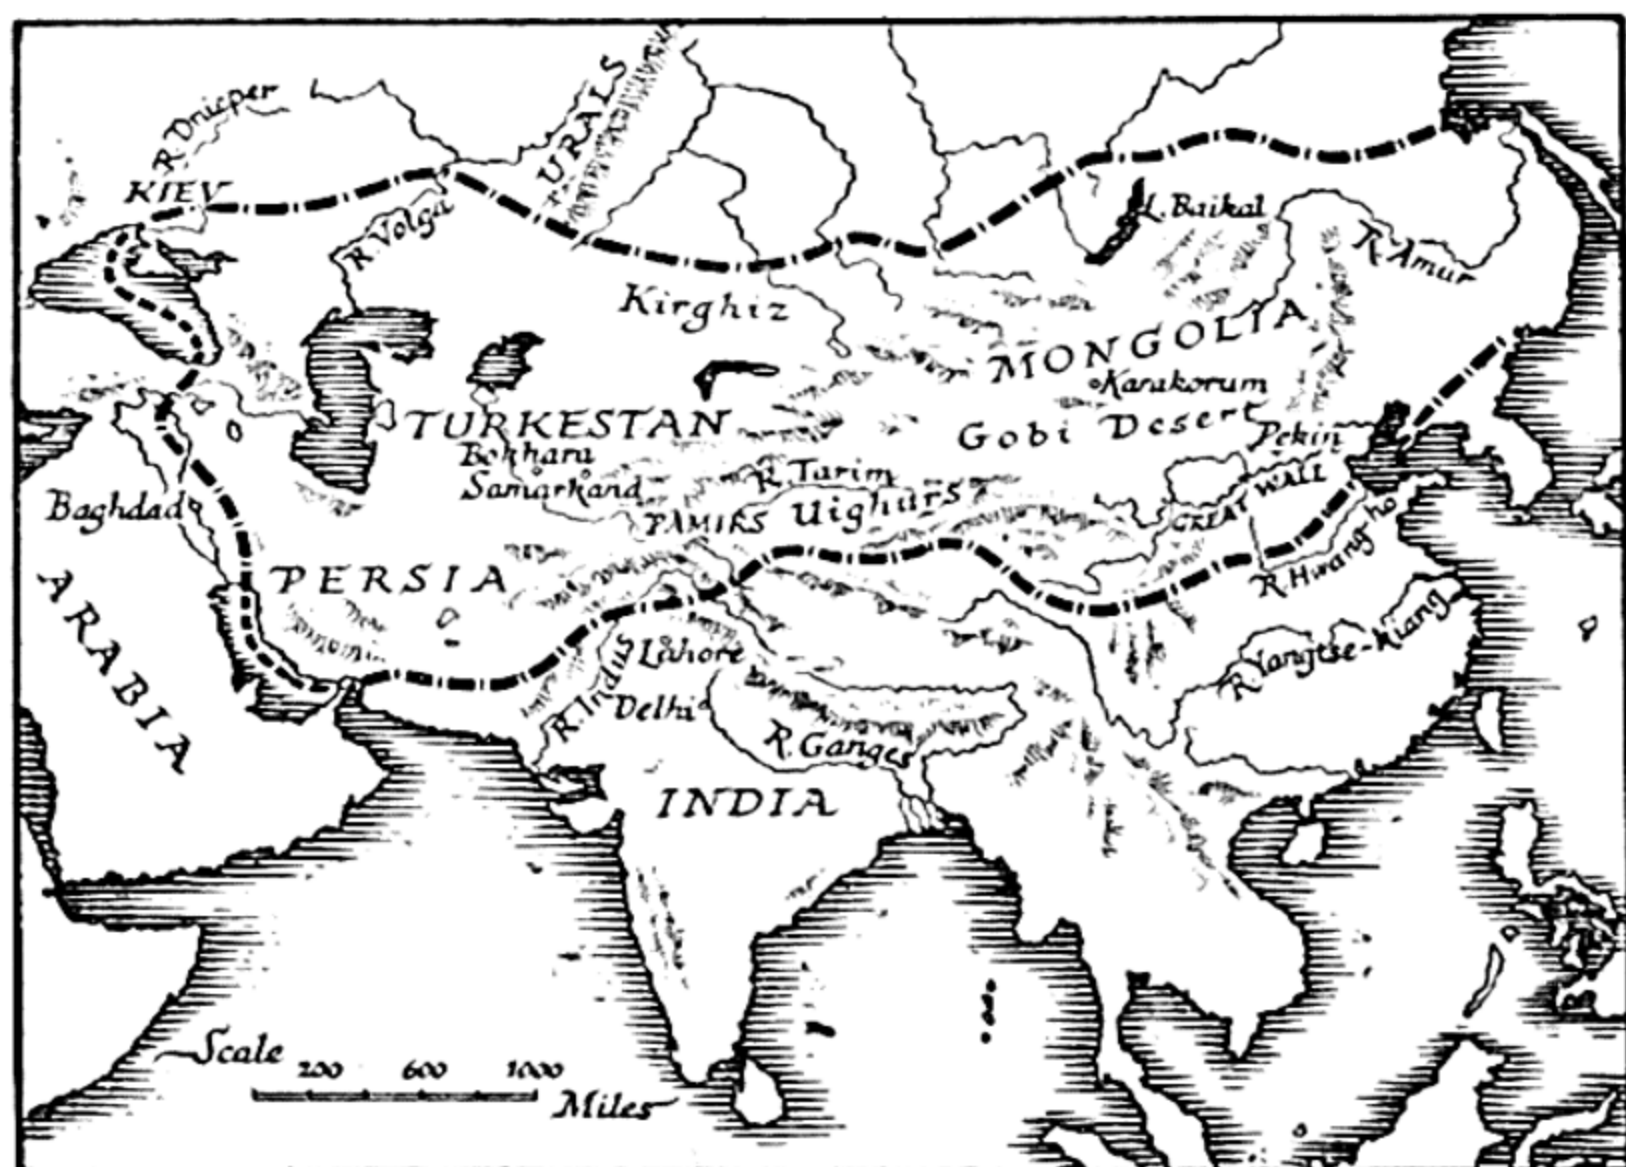 R. Dnieper
URALS
KIEV
R. Volga
L. Baikal
R. Amur
Kirghiz
MONGOLIA
Karakorum
TURKESTAN
Gobi Desert
Pekin
Bokhara
Samarkand
R. Tarim
Uighurs
PAMIRS
GREAT WALL
Baghdad
PERSIA
R. Hwang-ho
ARABIA
R. Indus
Lahore
Delhi
R. Yangtse-Kiang
R. Ganges
INDIA
Scale
200 600 1000
Miles